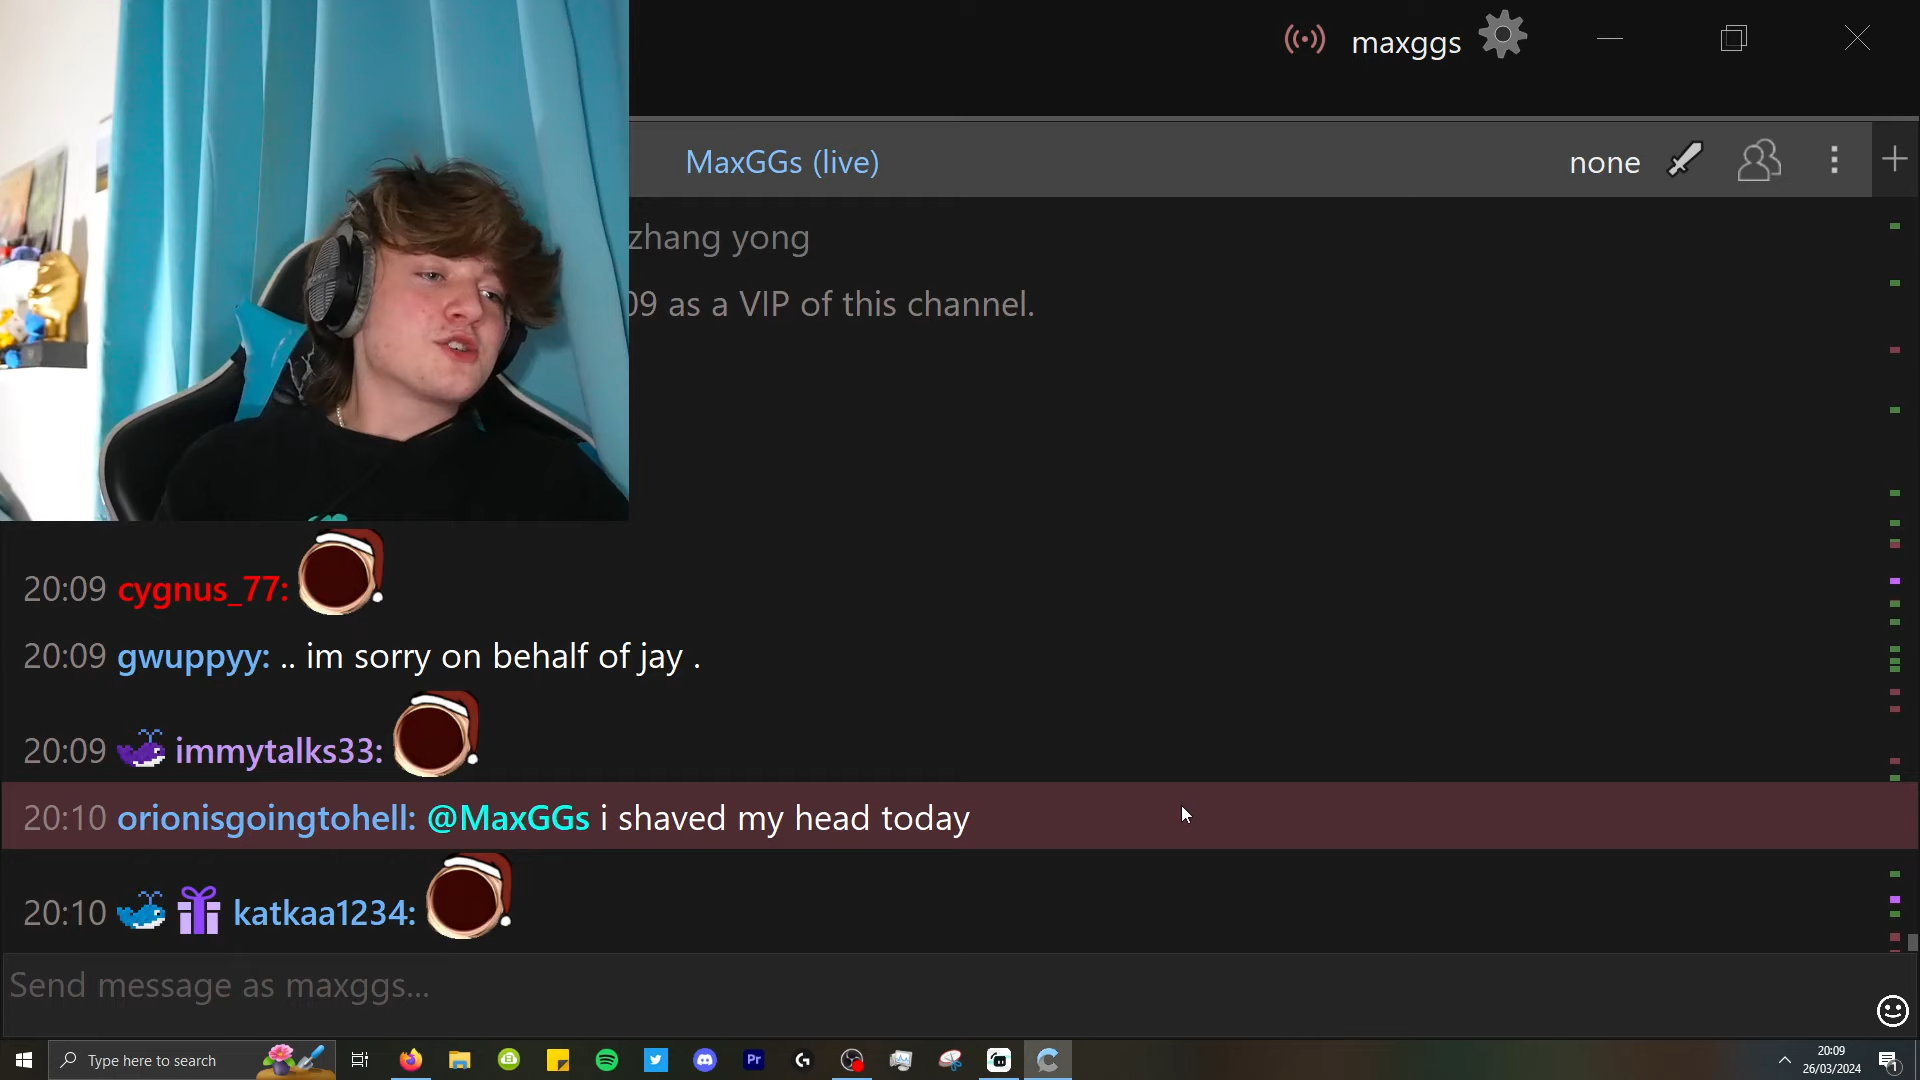 maxggs
MaxGGs (live)
none
zhang yong
09 as a VIP of this channel.
20:09 cygnus_77:
20:09 gwuppyy: .. im sorry on behalf of jay .
20:09 immytalks33:
20:10 orionisgoingtohell: @MaxGGs i shaved my head today
20:10 katkaa1234:
Send message as maxggs...
Type here to search
Pr
20:09
26/03/2024
1